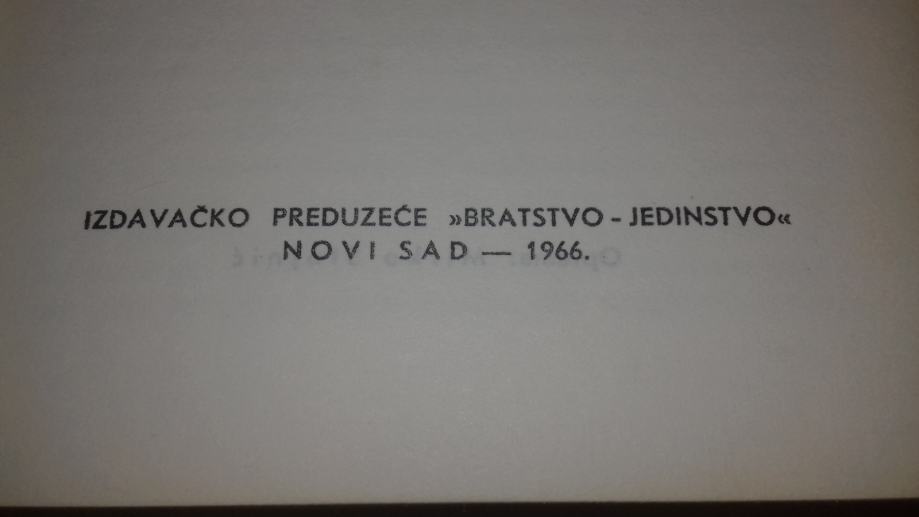 IZDAVAČKO PREDUZEĆE »BRATSTVO - JEDINSTVO«
NOVI SAD — 1966.